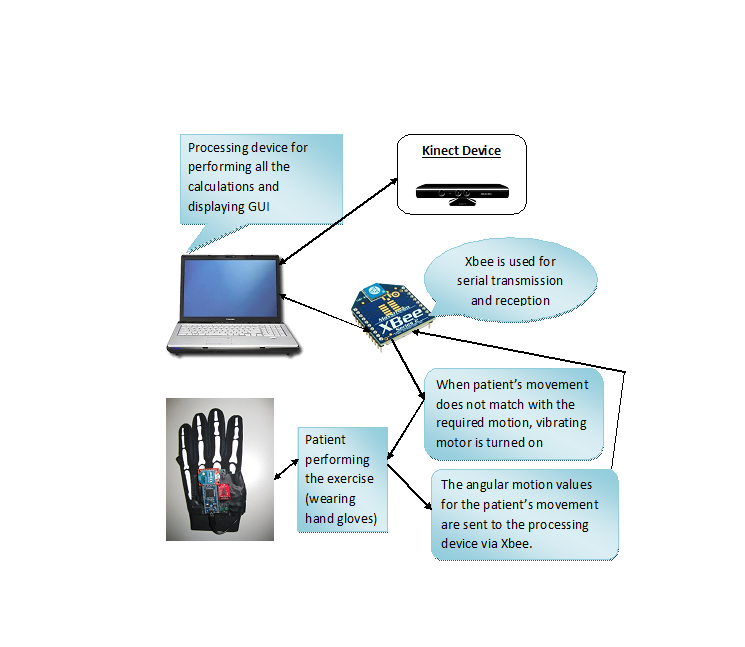 Processing device for
performing all the
calculations and
displaying GUI
Kinect Device
Xbee is used for
serial transmission
and reception
XBee
When patient's movement
does not match with the
required motion, vibrating
motor is turned on
Patient
performing
the exercise
(wearing
hand gloves)
The angular motion values
for the patient's movement
are sent to the processing
device via Xbee.